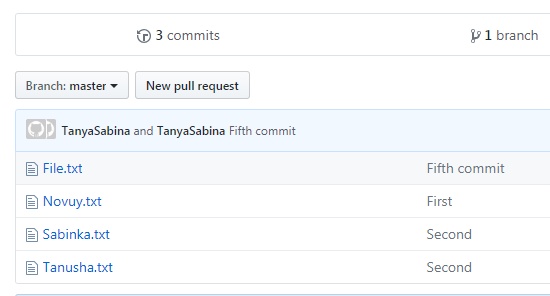 3 commits 1 branch
Branch: master New pull request
TanyaSabina and TanyaSabina Fifth commit
File.txt Fifth commit
Novuy.txt First
Sabinka.txt Second
Tanusha.txt Second